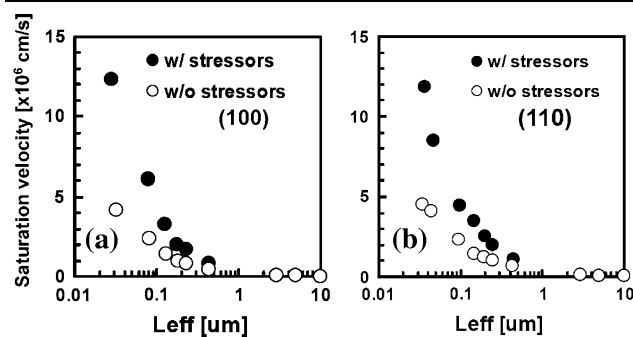 Saturation velocity [x10⁶ cm/s]
15
10
5
0
w/ stressors
w/o stressors
(100)
(a)
0.01 0.1 1 10
Leff [um]
15
10
5
0
w/ stressors
w/o stressors
(110)
(b)
0.01 0.1 1 10
Leff [um]